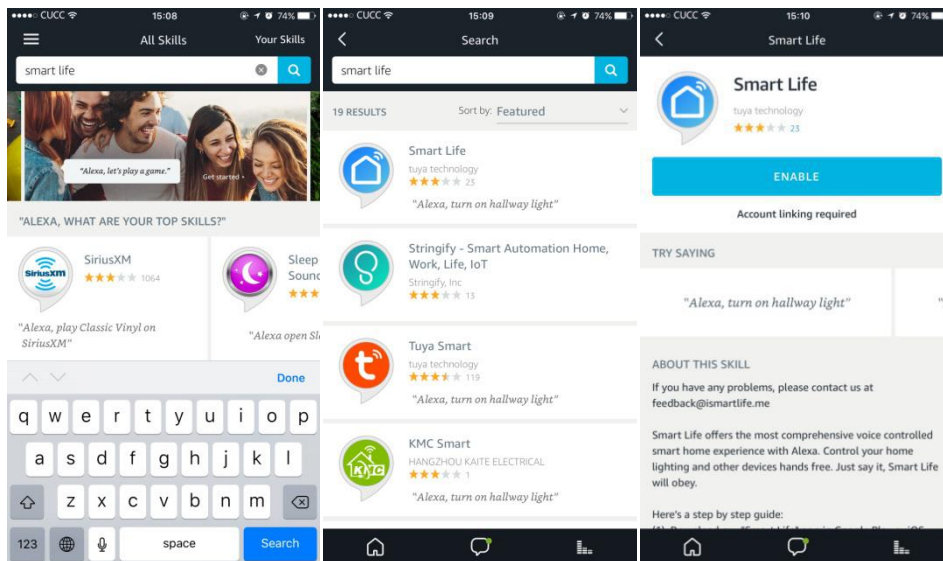 CUCC 15:08 74%
All Skills Your Skills
smart life
"Alexa, let's play a game."
Get started
"ALEXA, WHAT ARE YOUR TOP SKILLS?"
SiriusXM
SiriusXM
1064
"Alexa, play Classic Vinyl on
SiriusXM"
Sleep
Soun
"Alexa open Sl
Done
q w e r t y u i o p
a s d f g h j k l
z x c v b n m
123 space Search
CUCC 15:09 74%
Search
smart life
19 RESULTS Sort by: Featured
Smart Life
tuya technology
23
"Alexa, turn on hallway light"
Stringify - Smart Automation Home,
Work, Life, IoT
Stringify, Inc
13
Tuya Smart
tuya technology
119
"Alexa, turn on hallway light"
KMC
KMC Smart
HANGZHOU KAITE ELECTRICAL
1
"Alexa, turn on hallway light"
CUCC 15:10 74%
Smart Life
Smart Life
tuya technology
23
ENABLE
Account linking required
TRY SAYING
"Alexa, turn on hallway light"
ABOUT THIS SKILL
If you have any problems, please contact us at
feedback@ismartlife.me
Smart Life offers the most comprehensive voice controlled
smart home experience with Alexa. Control your home
lighting and other devices hands free. Just say it, Smart Life
will obey.
Here's a step by step guide: